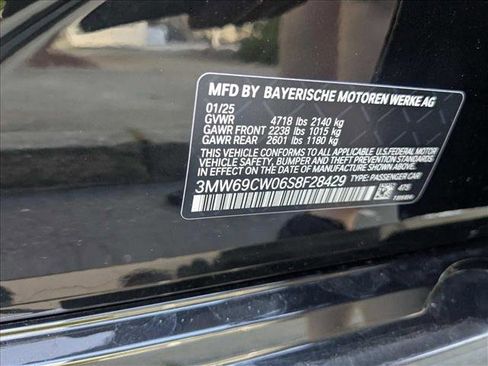 MFD BY BAYERISCHE MOTOREN WERKE AG
01/25
GVWR 4718 lbs 2140 kg
GAWR FRONT 2238 lbs 1015 kg
GAWR REAR 2601 lbs 1180 kg
THIS VEHICLE CONFORMS TO ALL APPLICABLE U.S.FEDERAL MOTOR
VEHICLE SAFETY, BUMPER AND THEFT PREVENTION
STANDARDS IN EFFECT ON THE DATE OF MANUFACTURE SHOWN ABOVE.
3MW69CW06S8F28429 TYPE: PASSENGER CAR
475